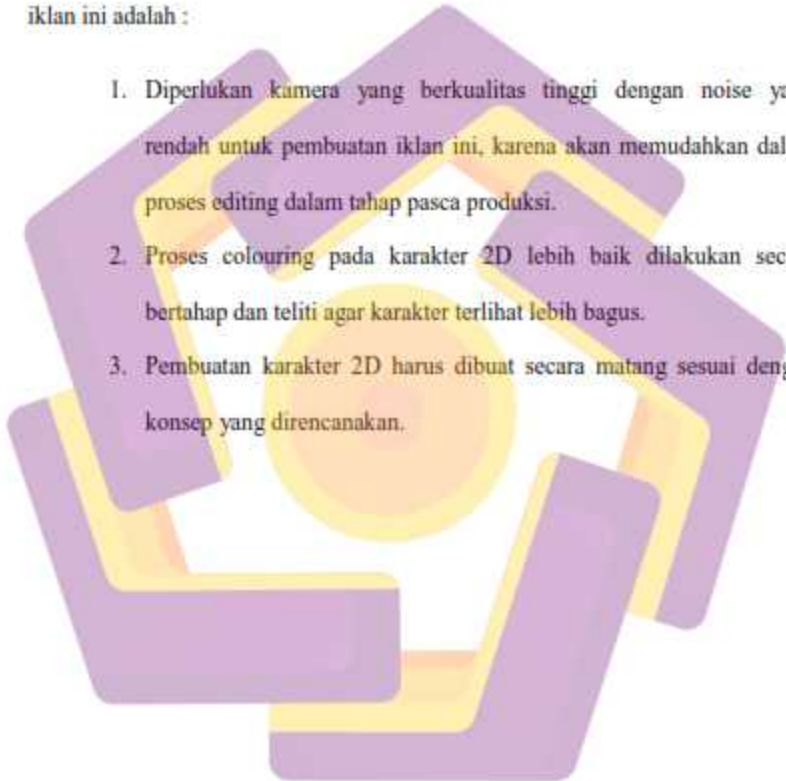 iklan ini adalah :
1. Diperlukan kamera yang berkualitas tinggi dengan noise ya
rendah untuk pembuatan iklan ini, karena akan memudahkan dal
proses editing dalam tahap pasca produksi.
2. Proses colouring pada karakter 2D lebih baik dilakukan sec
bertahap dan teliti agar karakter terlihat lebih bagus.
3. Pembuatan karakter 2D harus dibuat secara matang sesuai deng
konsep yang direncanakan.